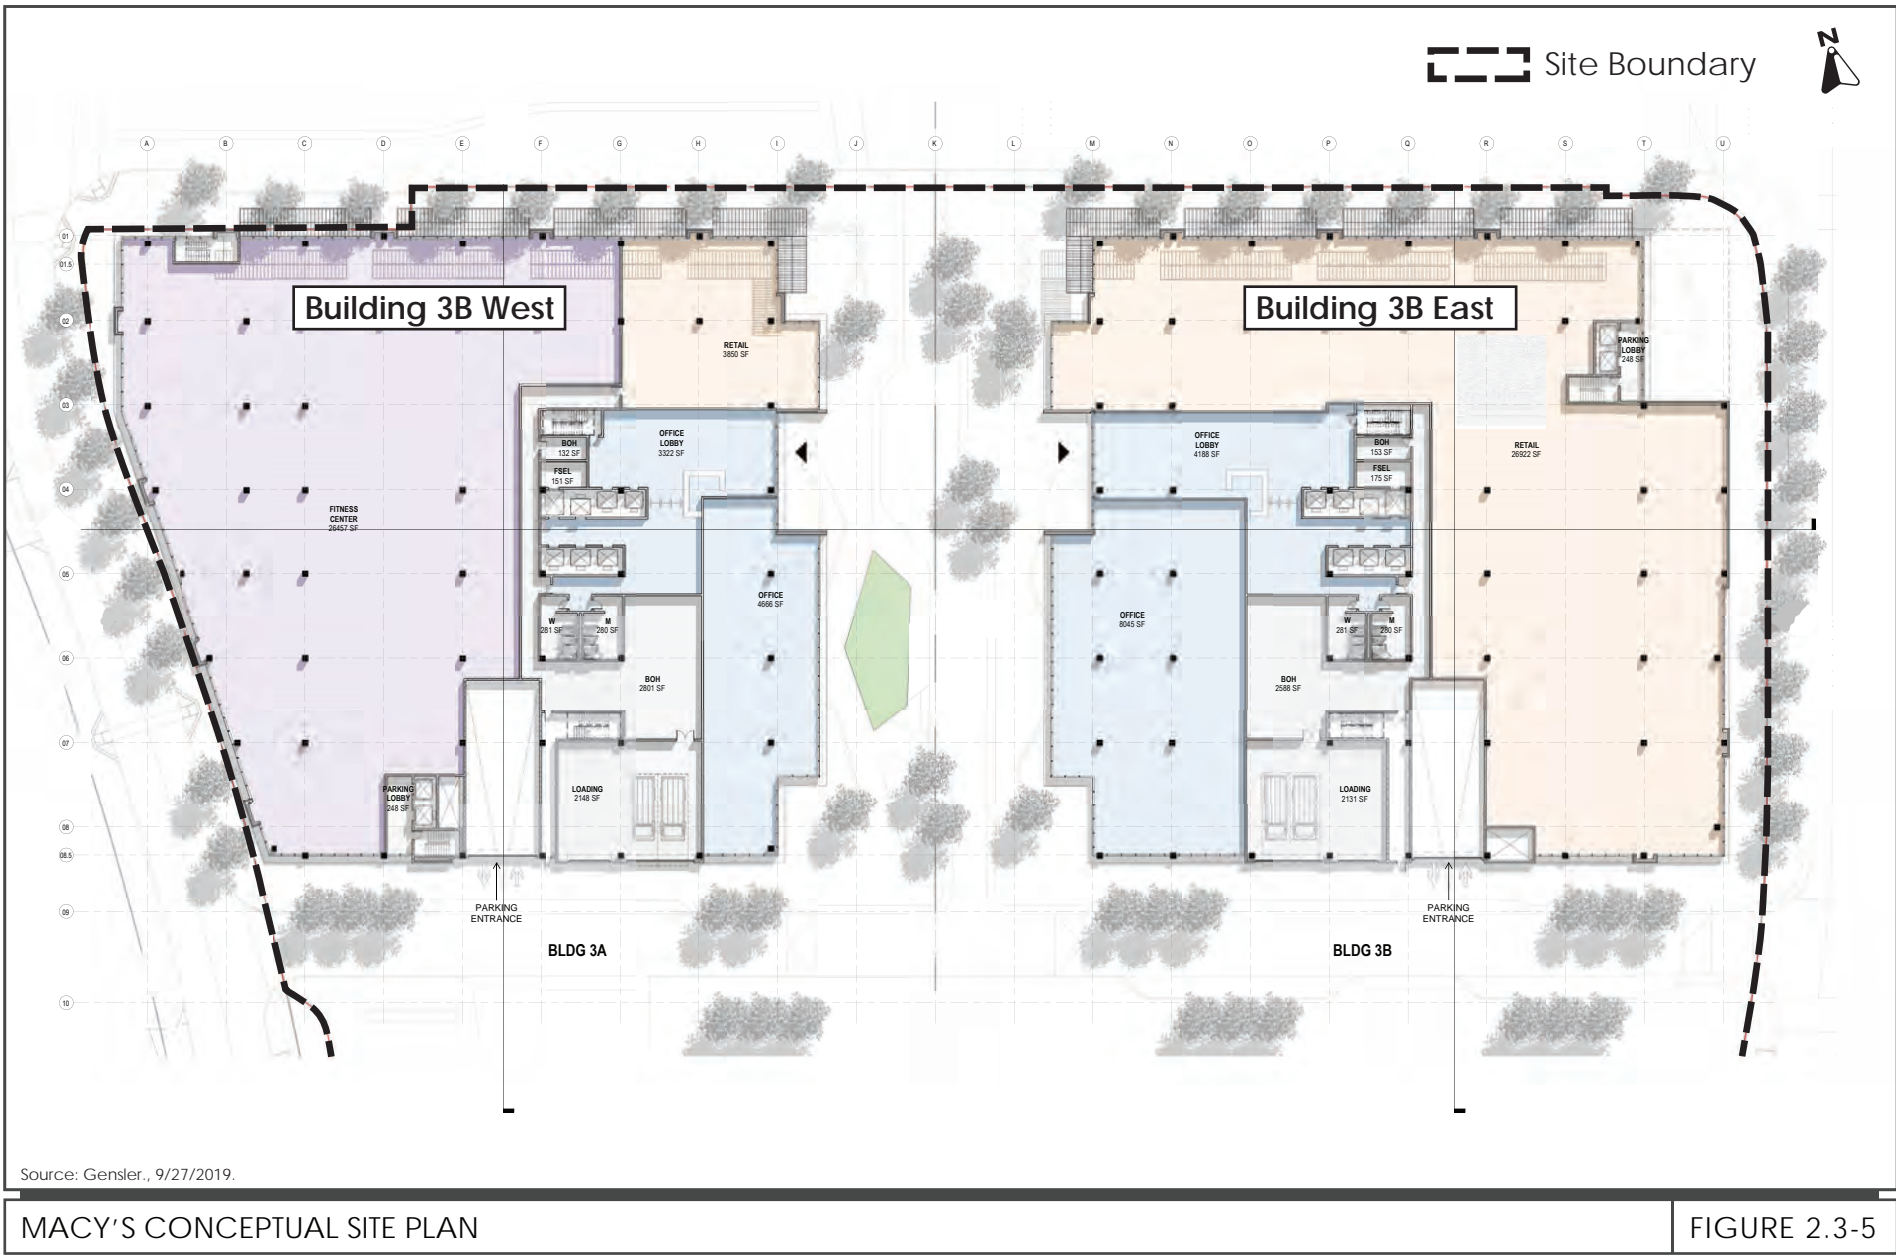 N
Site Boundary
A B C D E F G H I J K L M N O P Q R S T U
01
01.5
02
03
04
05
06
07
08
08.5
09
10
Building 3B West
Building 3B East
RETAIL
3850 SF
PARKING
LOBBY
248 SF
OFFICE
LOBBY
3322 SF
BOH
132 SF
FSEL
151 SF
FITNESS
CENTER
26457 SF
OFFICE
LOBBY
4188 SF
BOH
153 SF
FSEL
175 SF
RETAIL
26922 SF
OFFICE
4666 SF
W
281 SF
M
280 SF
BOH
2801 SF
OFFICE
8045 SF
W
281 SF
M
280 SF
BOH
2588 SF
PARKING
LOBBY
248 SF
LOADING
2148 SF
LOADING
2131 SF
PARKING
ENTRANCE
PARKING
ENTRANCE
BLDG 3A
BLDG 3B
Source: Gensler., 9/27/2019.
MACY'S CONCEPTUAL SITE PLAN
FIGURE 2.3-5